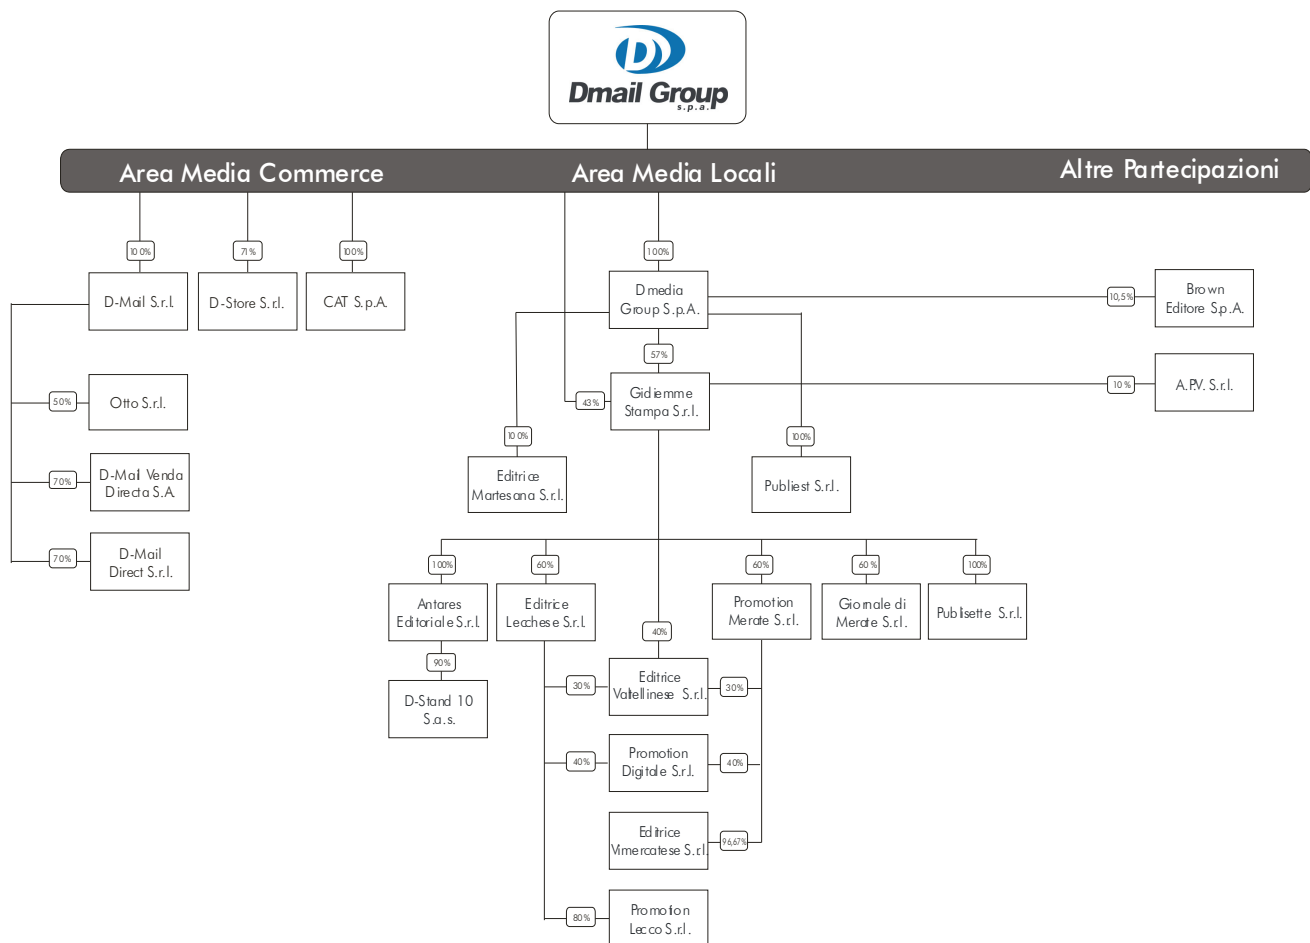 Dmail Group
s.p.a.
Area Media Commerce
Area Media Locali
Altre Partecipazioni
100%
71%
100%
100%
D-Mail S.r.l.
D-Store S.r.l.
CAT S.p.A.
Dmedia
Group S.p.A.
10,5%
Brown
Editore S.p.A.
57%
50%
Otto S.r.l.
43%
Gidiemme
Stampa S.r.l.
10%
A.P.V. S.r.l.
100%
100%
70%
D-Mail Venda
Directa S.A.
Editrice
Martesana S.r.l.
Publiest S.r.l.
70%
D-Mail
Direct S.r.l.
100%
60%
60%
60%
100%
Antares
Editoriale S.r.l.
Editrice
Lecchese S.r.l.
Promotion
Merate S.r.l.
Giornale di
Merate S.r.l.
Publisette S.r.l.
40%
90%
D-Stand 10
S.a.s.
30%
Editrice
Valtellinese S.r.l.
30%
40%
Promotion
Digitale S.r.l.
40%
Editrice
Vimercatese S.r.l.
96,67%
80%
Promotion
Lecco S.r.l.